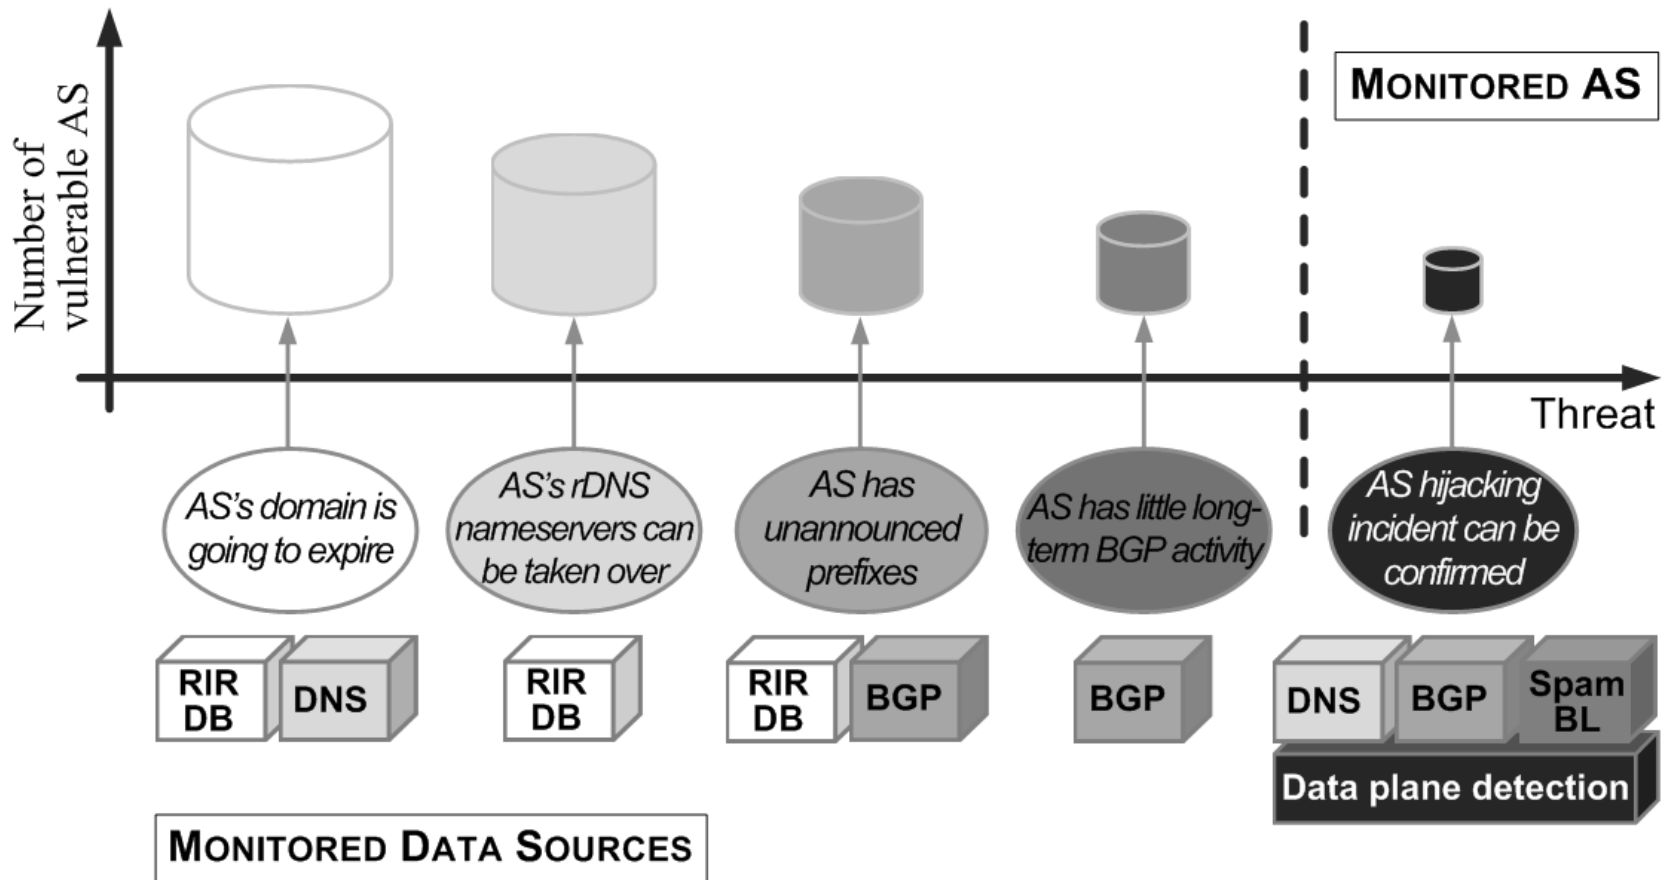 Number of
vulnerable AS
MONITORED AS
Threat
AS's domain is
going to expire
AS's rDNS
nameservers can
be taken over
AS has
unannounced
prefixes
AS has little long-
term BGP activity
AS hijacking
incident can be
confirmed
RIR
DB
DNS
RIR
DB
RIR
DB
BGP
BGP
DNS
BGP
Spam
BL
Data plane detection
MONITORED DATA SOURCES